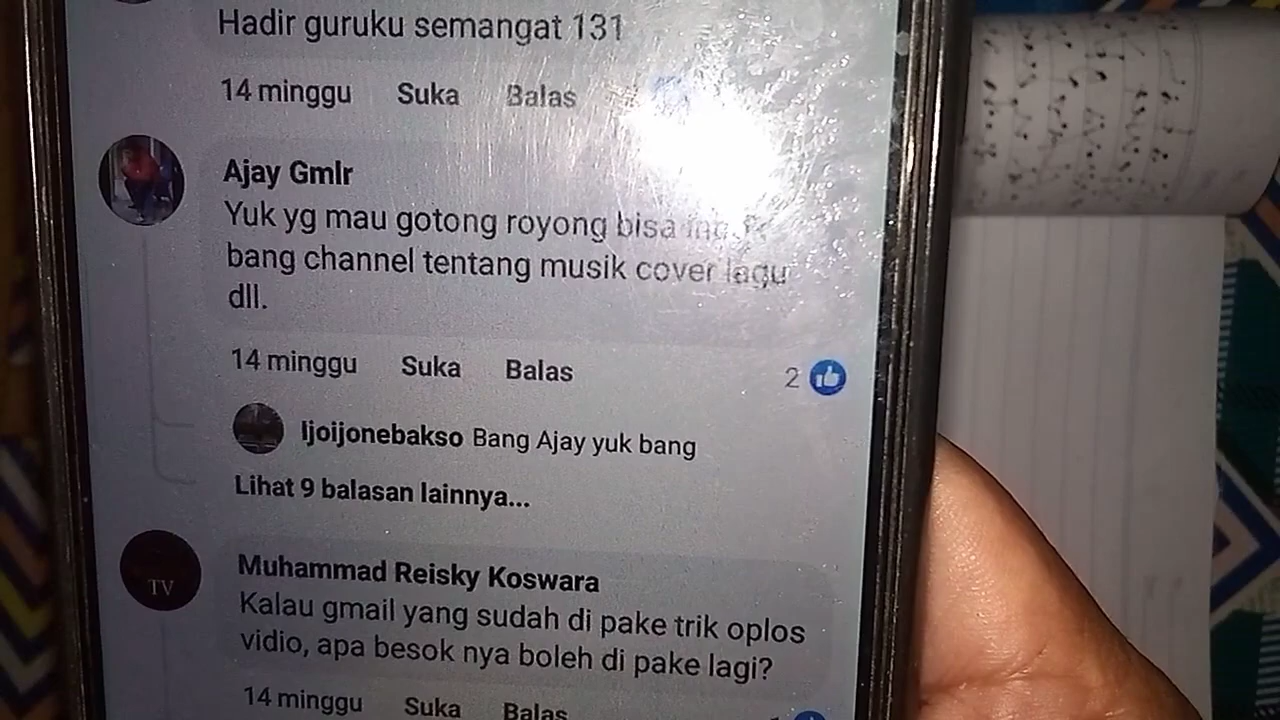 Hadir guruku semangat 131
14 minggu Suka Balas
Ajay Gmlr
Yuk yg mau gotong royong bisa
bang channel tentang musik cover lagu
dll.
14 minggu Suka Balas 2
Ijoijonebakso Bang Ajay yuk bang
Lihat 9 balasan lainnya...
TV
Muhammad Reisky Koswara
Kalau gmail yang sudah di pake trik oplos
vidio, apa besok nya boleh di pake lagi?
14 minggu Suka Balas